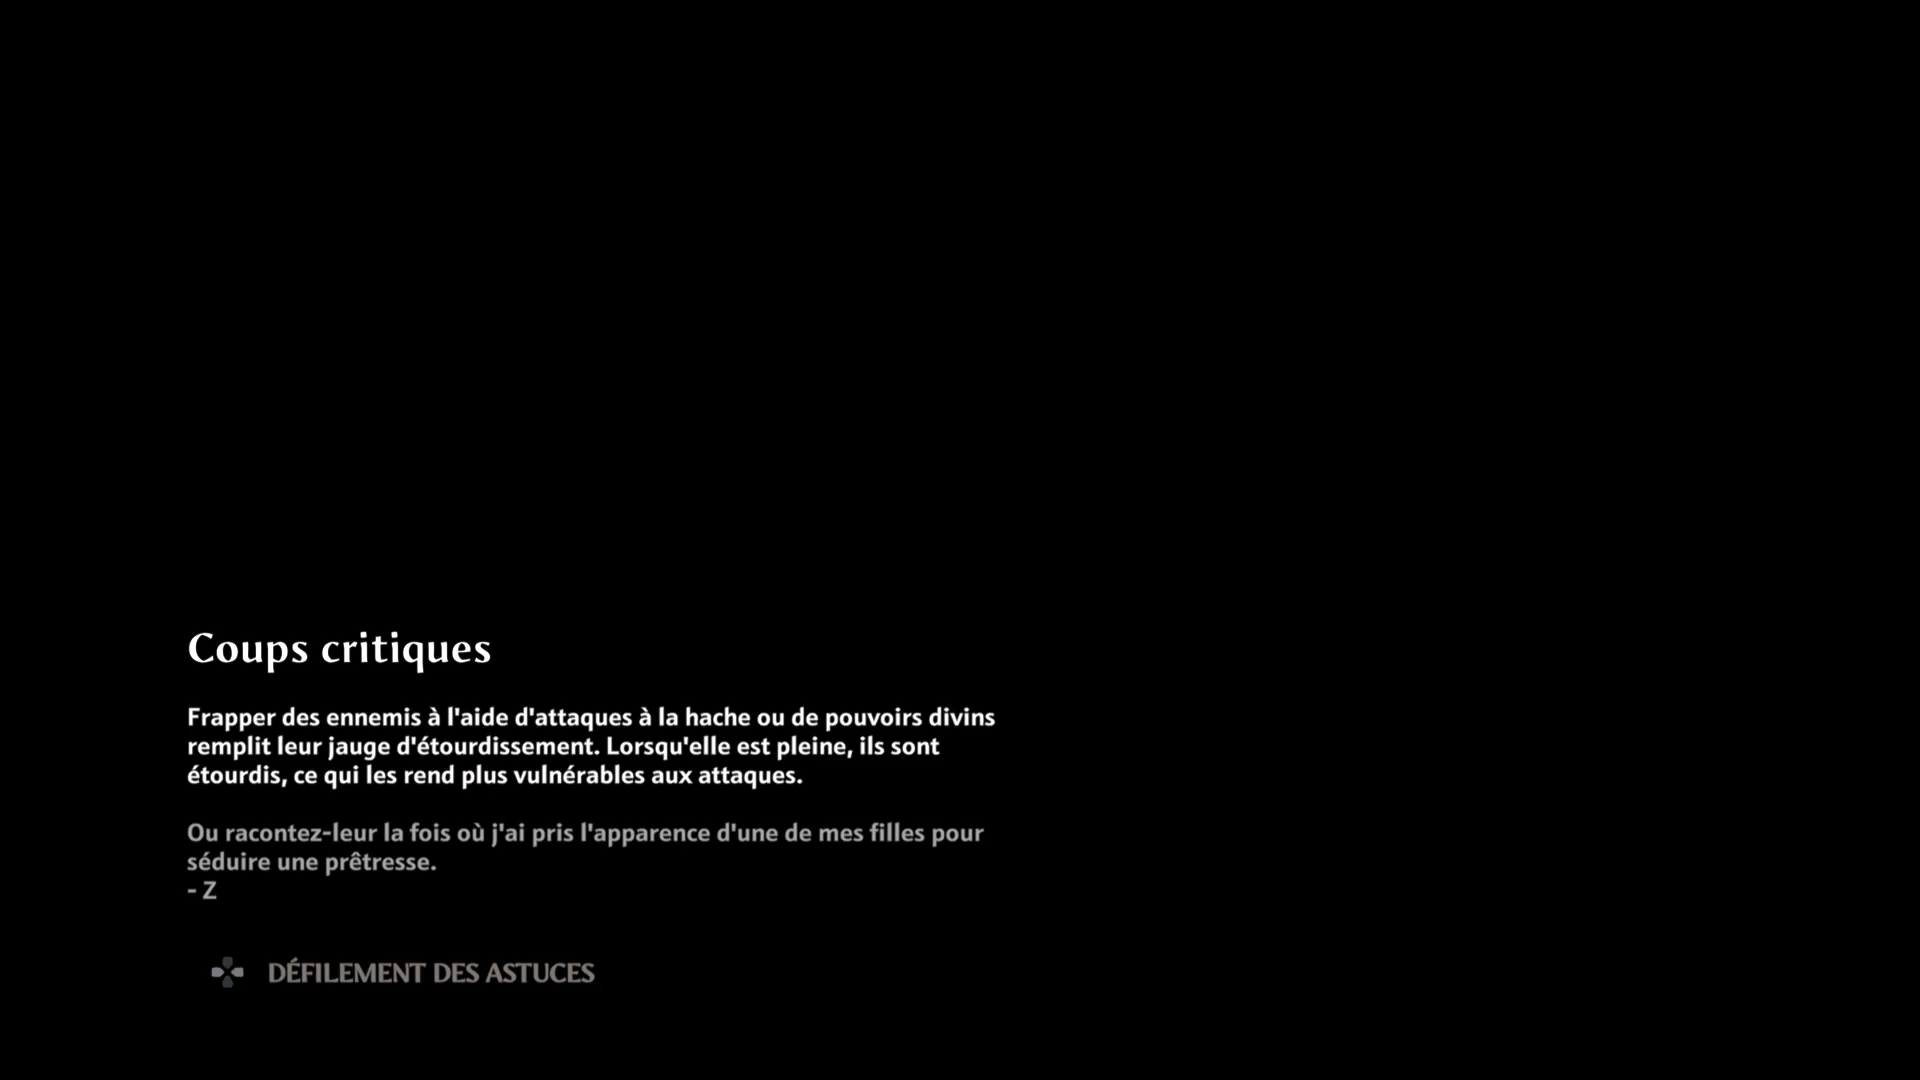 Coups critiques
Frapper des ennemis à l'aide d'attaques à la hache ou de pouvoirs divins
remplit leur jauge d'étourdissement. Lorsqu'elle est pleine, ils sont
étourdis, ce qui les rend plus vulnérables aux attaques.
Ou racontez-leur la fois où j'ai pris l'apparence d'une de mes filles pour
séduire une prêtresse.
- Z
DÉFILEMENT DES ASTUCES